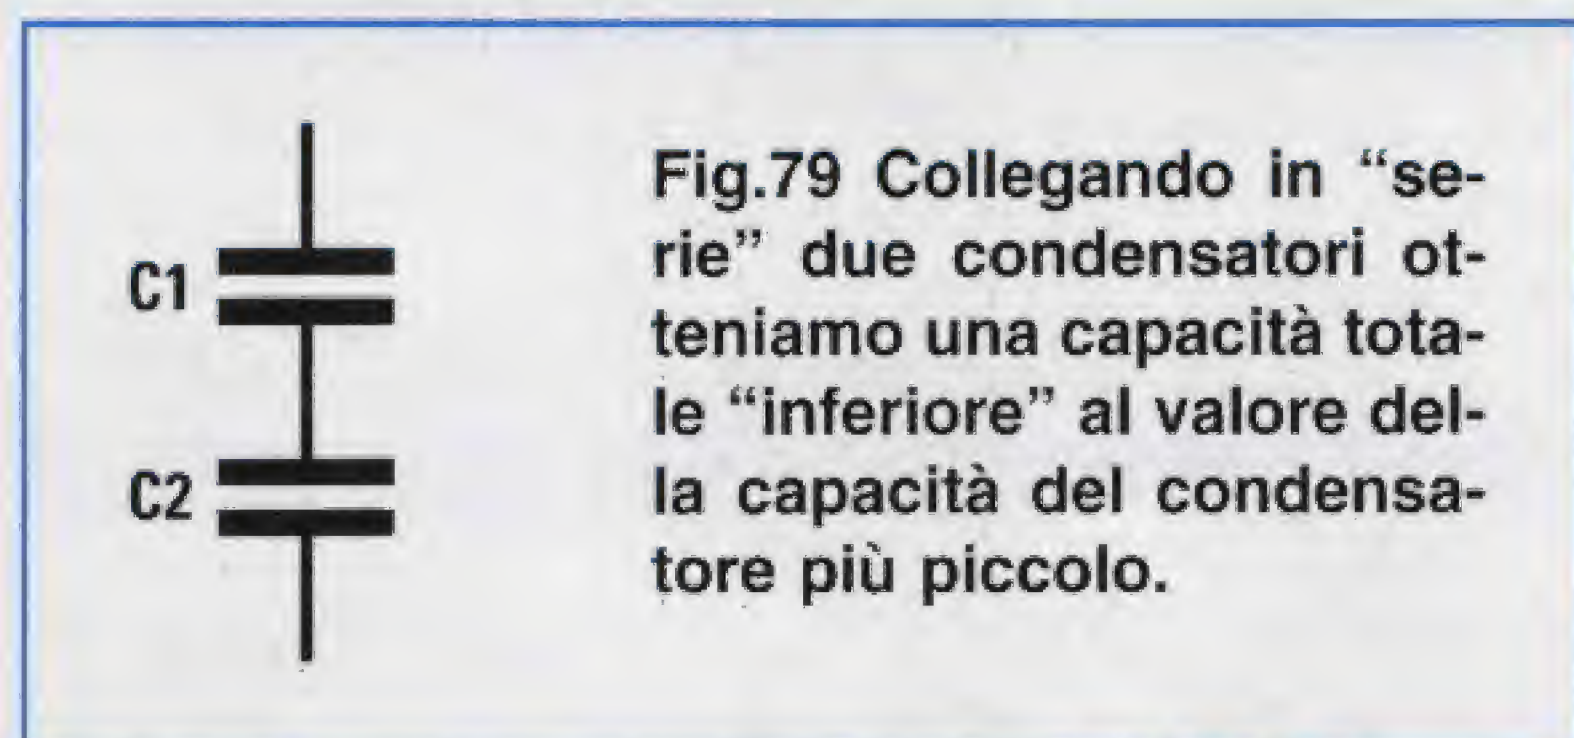 C1
C2
Fig.79 Collegando in “se-
rie” due condensatori ot-
teniamo una capacità tota-
le “inferiore” al valore del-
la capacità del condensa-
tore più piccolo.